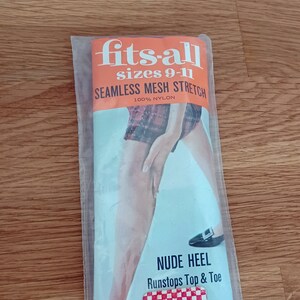 fits-all
sizes 9-11
SEAMLESS MESH STRETCH
100% NYLON
NUDE HEEL
Runstops Top & Toe